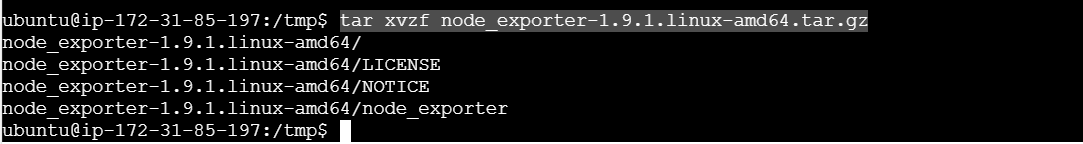 ubuntu@ip-172-31-85-197:/tmp$ tar xvzf node_exporter-1.9.1.linux-amd64.tar.gz
node_exporter-1.9.1.linux-amd64/
node_exporter-1.9.1.linux-amd64/LICENSE
node_exporter-1.9.1.linux-amd64/NOTICE
node_exporter-1.9.1.linux-amd64/node_exporter
ubuntu@ip-172-31-85-197:/tmp$